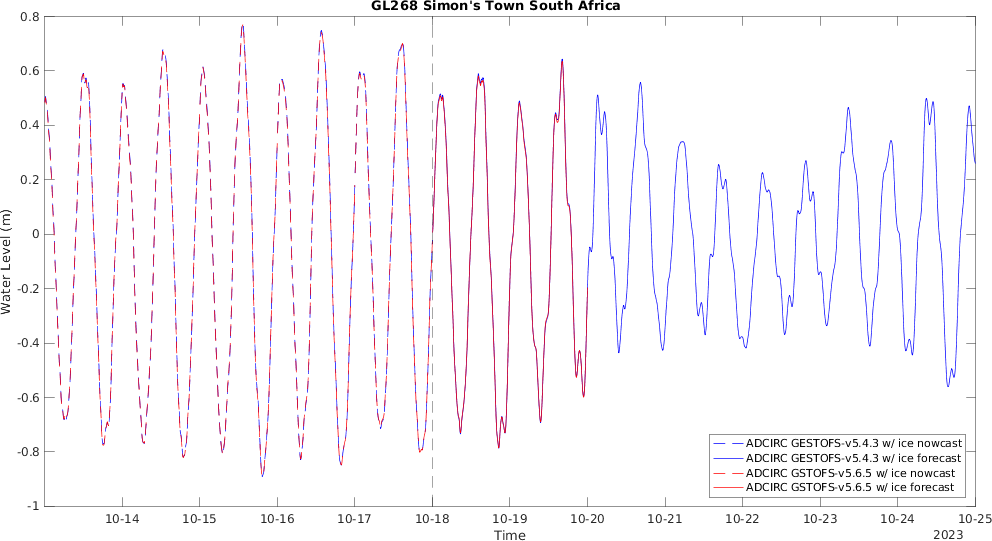 GL268 Simon's Town South Africa
0.8
0.6
0.4
0.2
0
-0.2
-0.4
-0.6
-0.8
-1
Water Level (m)
ADCIRC GESTOFS-v5.4.3 w/ ice nowcast
ADCIRC GESTOFS-v5.4.3 w/ ice forecast
ADCIRC GSTOFS-v5.6.5 w/ ice nowcast
ADCIRC GSTOFS-v5.6.5 w/ ice forecast
10-14 10-15 10-16 10-17 10-18 10-19 10-20 10-21 10-22 10-23 10-24 10-25
Time
2023